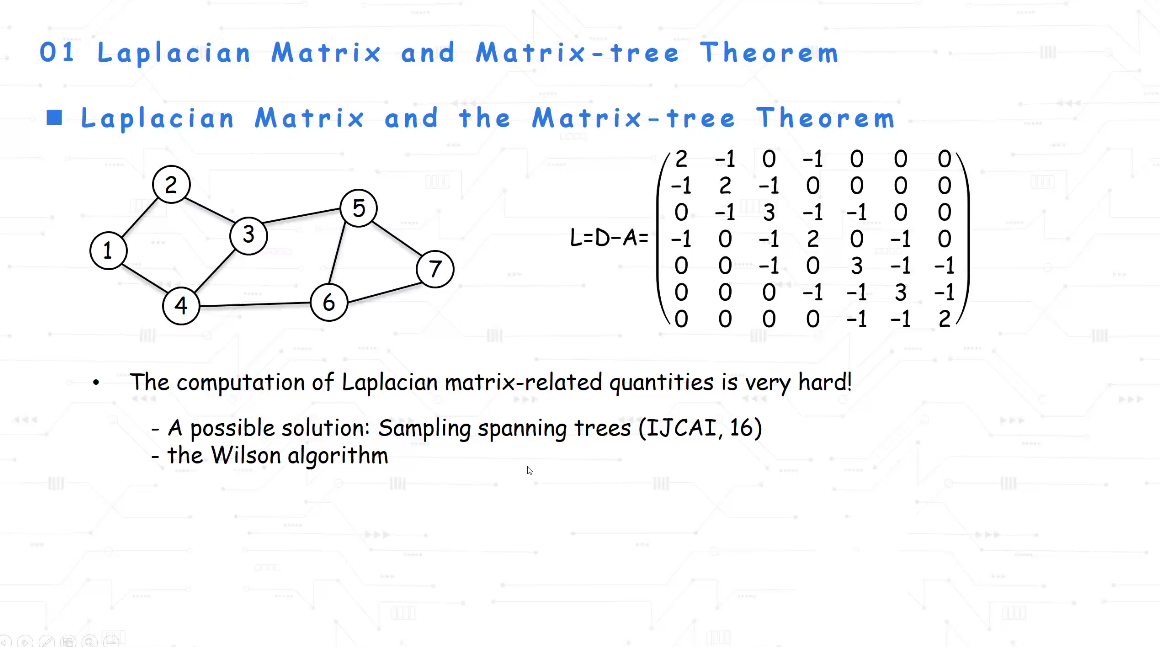 01 Laplacian Matrix and Matrix-tree Theorem
■ Laplacian Matrix and the Matrix-tree Theorem
2
5
3
1
7
4
6
L=D−A=
2 −1 0 −1 0 0 0
−1 2 −1 0 0 0 0
0 −1 3 −1 −1 0 0
−1 0 −1 2 0 −1 0
0 0 −1 0 3 −1 −1
0 0 0 −1 −1 3 −1
0 0 0 0 −1 −1 2
• The computation of Laplacian matrix-related quantities is very hard!
- A possible solution: Sampling spanning trees (IJCAI, 16)
- the Wilson algorithm